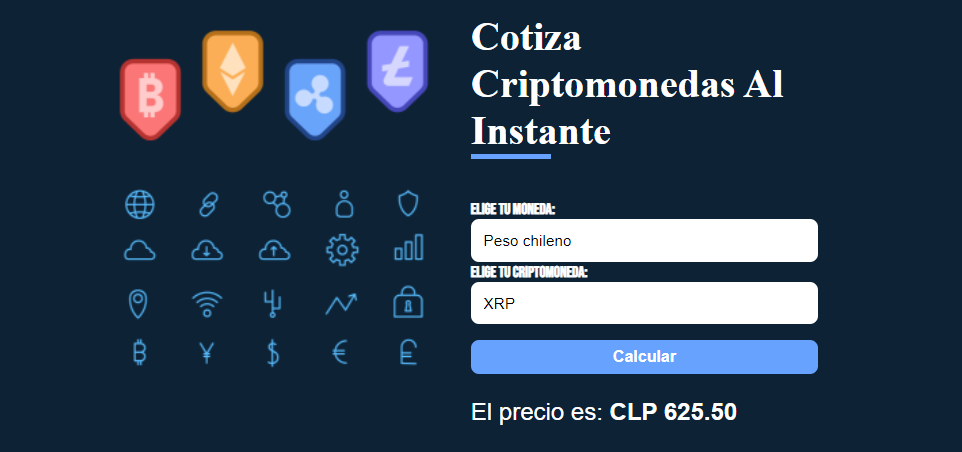 Cotiza
Criptomonedas Al
Instante
ELIGE TU MONEDA:
Peso chileno
ELIGE TU CRIPTOMONEDA:
XRP
Calcular
El precio es: CLP 625.50